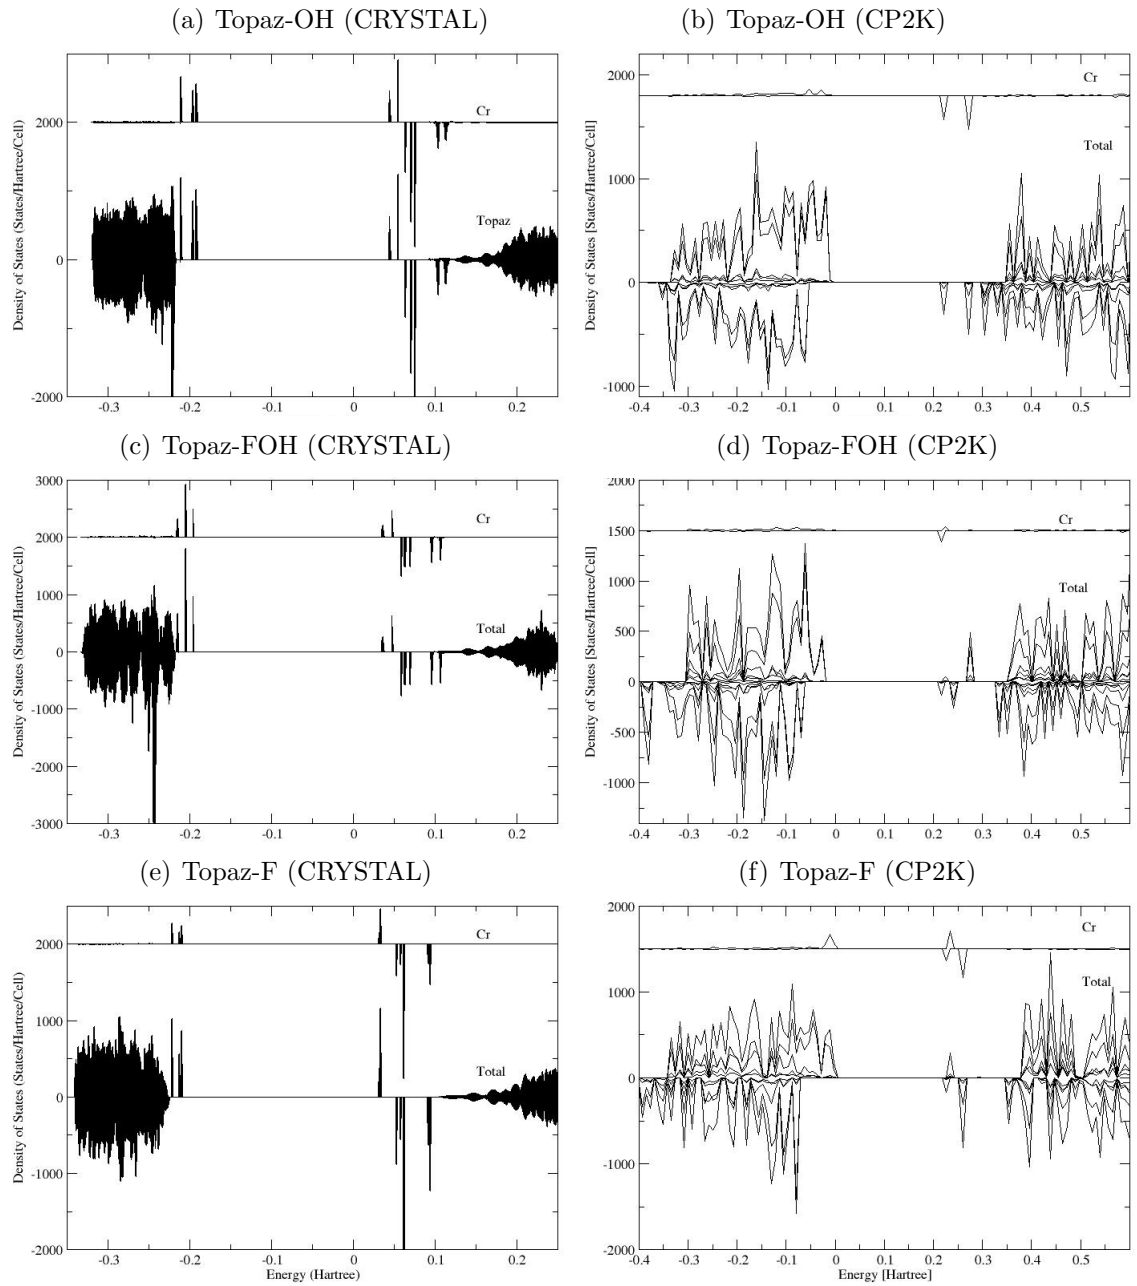 (a) Topaz-OH (CRYSTAL)
Density of States (States/Hartree/Cell)
2000
1000
0
-2000
Cr
Topaz
-0.3 -0.2 -0.1 0 0.1 0.2
(b) Topaz-OH (CP2K)
Density of States [States/Hartree/Cell]
2000
1000
0
-1000
Cr
Total
-0.4 -0.3 -0.2 -0.1 0 0.1 0.2 0.3 0.4 0.5
(c) Topaz-FOH (CRYSTAL)
Density of States (States/Hartree/Cell)
3000
2000
1000
0
-1000
-2000
-3000
Cr
Total
-0.3 -0.2 -0.1 0 0.1 0.2
(d) Topaz-FOH (CP2K)
Density of States [States/Hartree/Cell]
2000
1500
1000
500
0
-500
-1000
Cr
Total
-0.4 -0.3 -0.2 -0.1 0 0.1 0.2 0.3 0.4 0.5
(e) Topaz-F (CRYSTAL)
Density of States (States/Hartree/Cell)
2000
1000
0
-1000
-2000
Cr
Total
-0.3 -0.2 -0.1 0 0.1 0.2
Energy (Hartree)
(f) Topaz-F (CP2K)
Density of States [States/Hartree/Cell]
2000
1000
0
-1000
-2000
Cr
Total
-0.4 -0.3 -0.2 -0.1 0 0.1 0.2 0.3 0.4 0.5
Energy [Hartree]